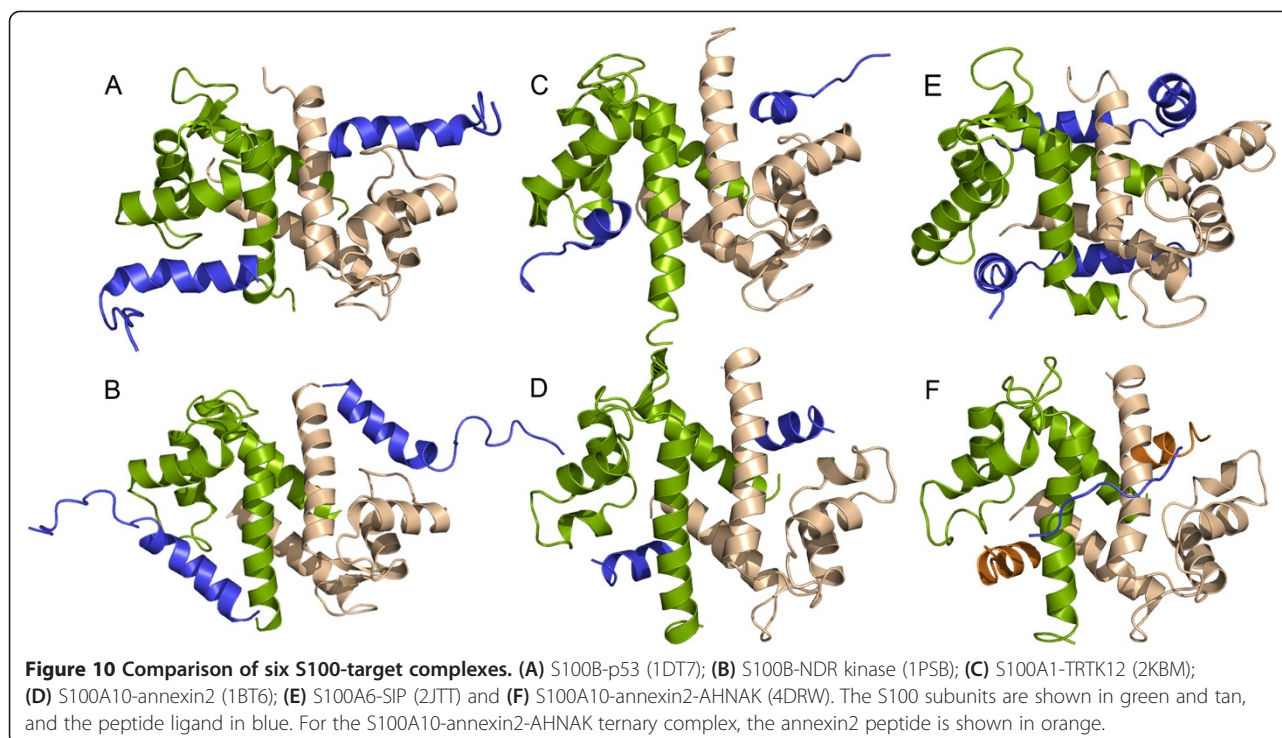 A
C
E
B
D
F
Figure 10 Comparison of six S100-target complexes. (A) S100B-p53 (1DT7); (B) S100B-NDR kinase (1PSB); (C) S100A1-TRTK12 (2KBM);
(D) S100A10-annexin2 (1BT6); (E) S100A6-SIP (2JTT) and (F) S100A10-annexin2-AHNAK (4DRW). The S100 subunits are shown in green and tan,
and the peptide ligand in blue. For the S100A10-annexin2-AHNAK ternary complex, the annexin2 peptide is shown in orange.